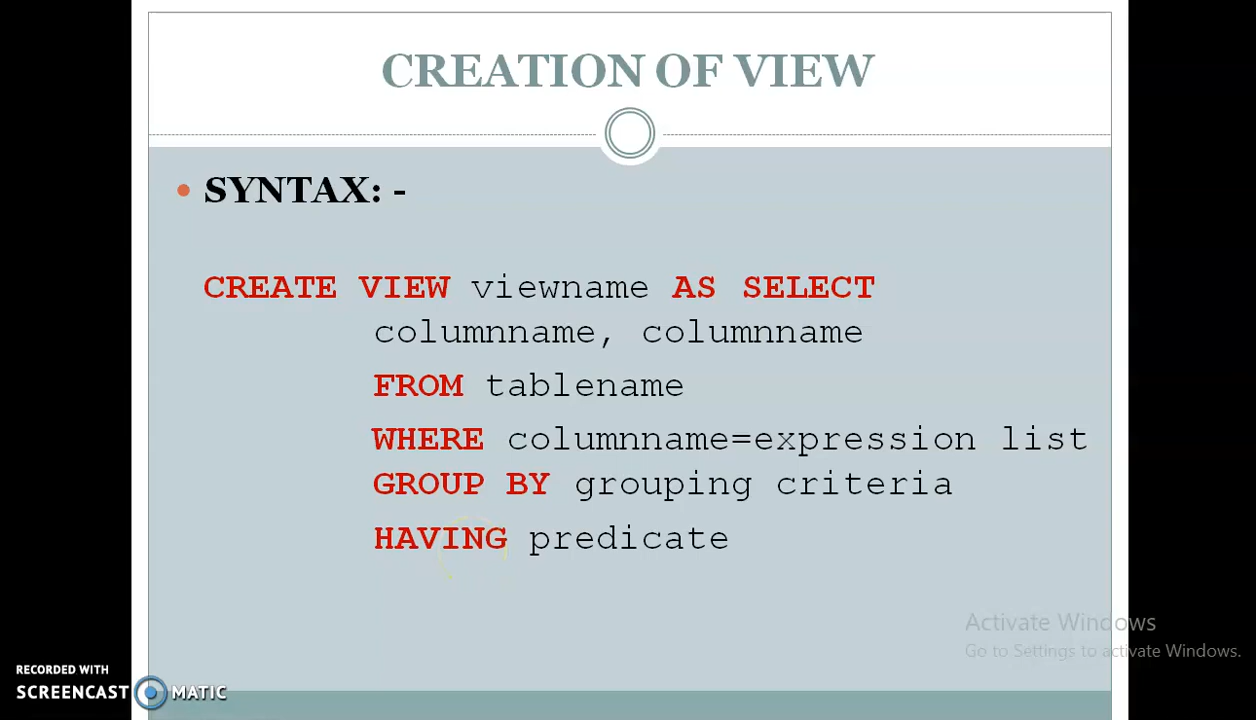 CREATION OF VIEW
• SYNTAX: -
CREATE VIEW viewname AS SELECT
columnname, columnname
FROM tablename
WHERE columnname=expression list
GROUP BY grouping criteria
HAVING predicate
Activate Windows
Go to Settings to activate Windows.
RECORDED WITH
SCREENCAST MATIC